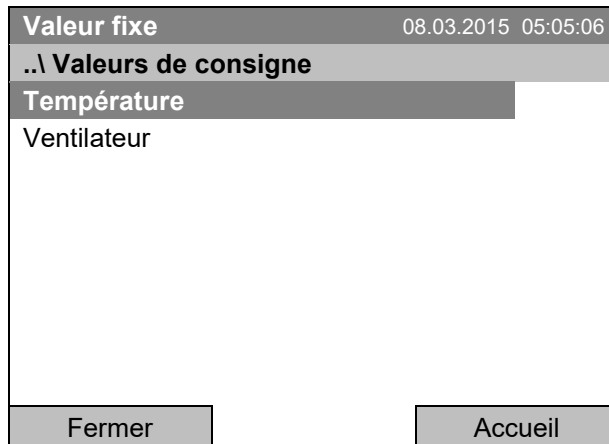 Valeur fixe 08.03.2015 05:05:06
..\ Valeurs de consigne
Température
Ventilateur
Fermer Accueil